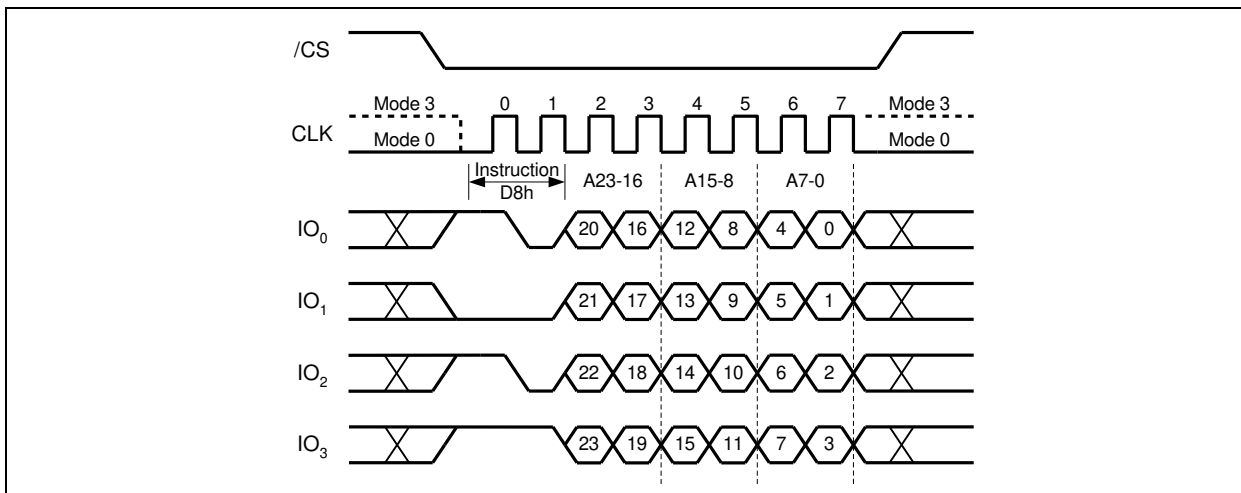 /CS
Mode 3 0 1 2 3 4 5 6 7 Mode 3
CLK
Mode 0 Mode 0
Instruction A23-16 A15-8 A7-0
D8h
IO0 20 16 12 8 4 0
IO1 21 17 13 9 5 1
IO2 22 18 14 10 6 2
IO3 23 19 15 11 7 3